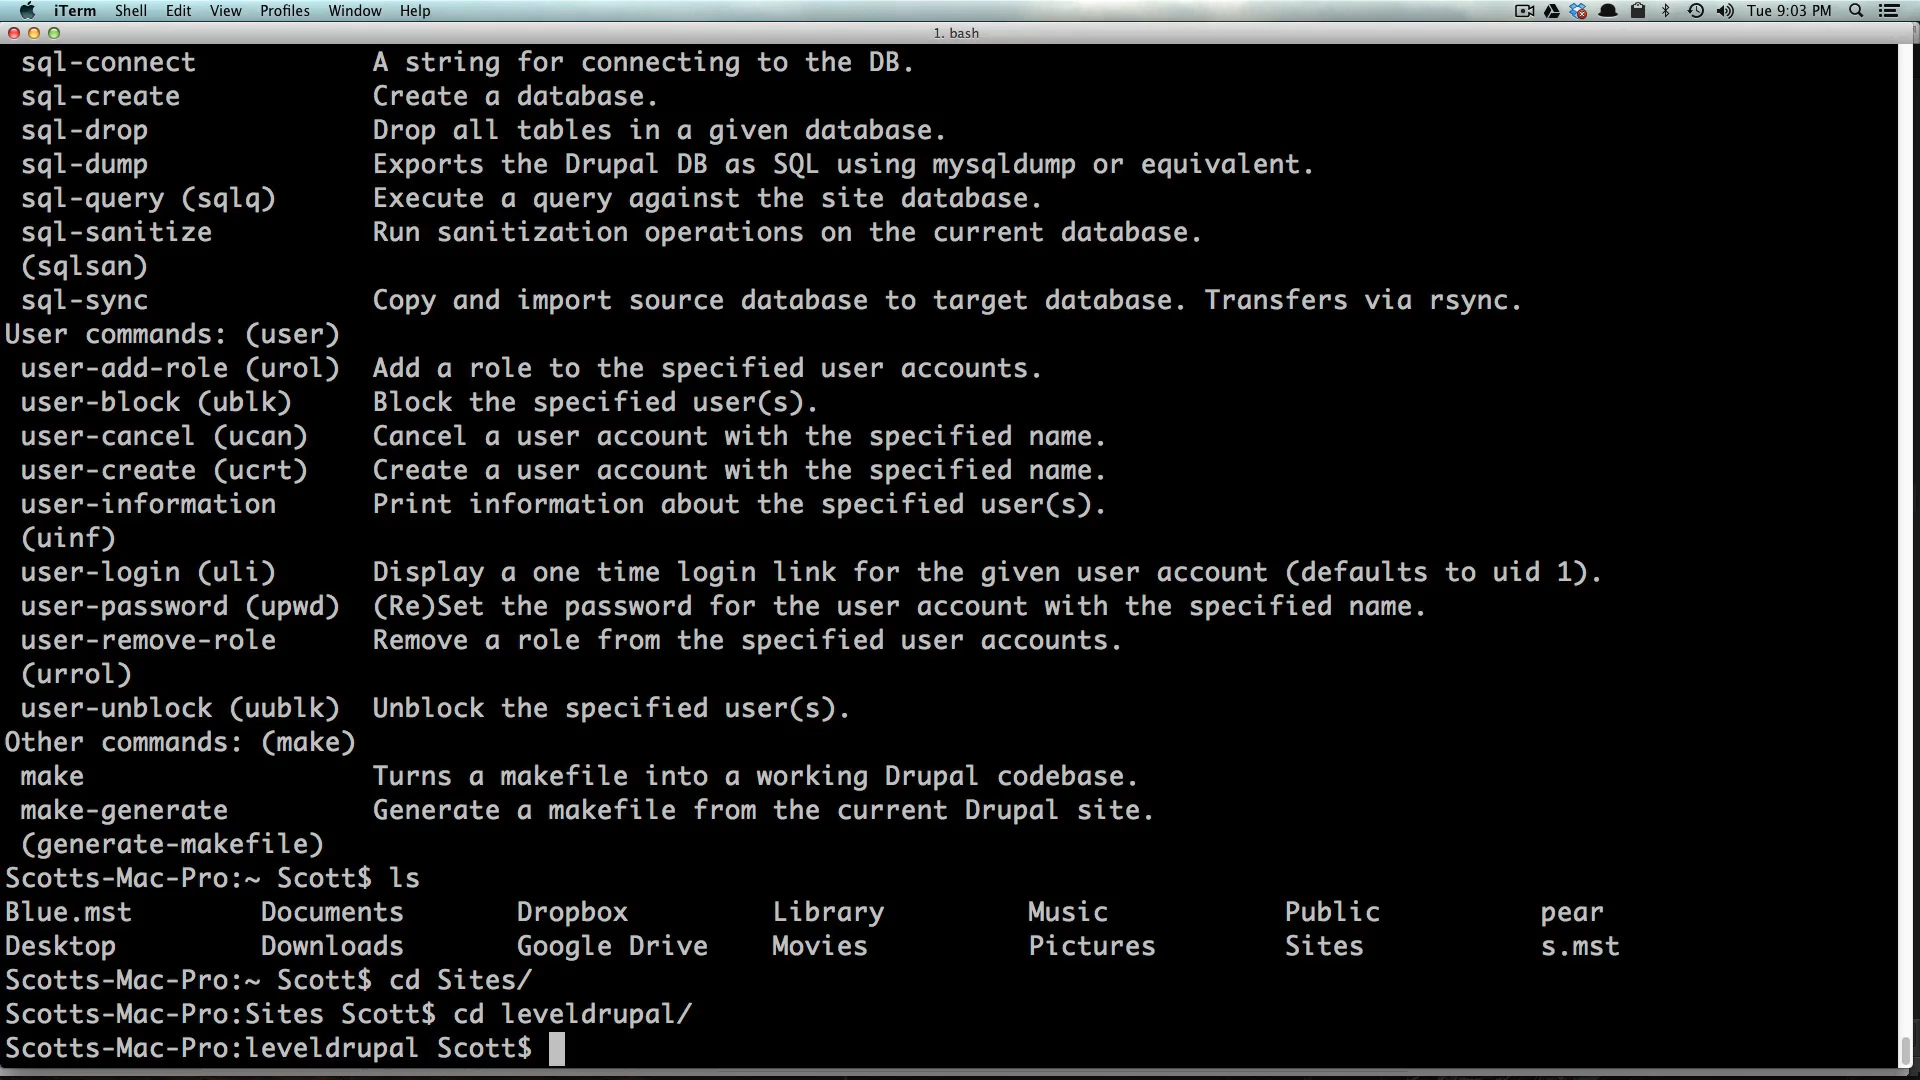 iTerm Shell Edit View Profiles Window Help Tue 9:03 PM
1. bash
sql-connect A string for connecting to the DB.
sql-create Create a database.
sql-drop Drop all tables in a given database.
sql-dump Exports the Drupal DB as SQL using mysqldump or equivalent.
sql-query (sqlq) Execute a query against the site database.
sql-sanitize Run sanitization operations on the current database.
(sqlsan)
sql-sync Copy and import source database to target database. Transfers via rsync.
User commands: (user)
user-add-role (urol) Add a role to the specified user accounts.
user-block (ublk) Block the specified user(s).
user-cancel (ucan) Cancel a user account with the specified name.
user-create (ucrt) Create a user account with the specified name.
user-information Print information about the specified user(s).
(uinf)
user-login (uli) Display a one time login link for the given user account (defaults to uid 1).
user-password (upwd) (Re)Set the password for the user account with the specified name.
user-remove-role Remove a role from the specified user accounts.
(urrol)
user-unblock (uublk) Unblock the specified user(s).
Other commands: (make)
make Turns a makefile into a working Drupal codebase.
make-generate Generate a makefile from the current Drupal site.
(generate-makefile)
Scotts-Mac-Pro:~ Scott$ ls
Blue.mst Documents Dropbox Library Music Public pear
Desktop Downloads Google Drive Movies Pictures Sites s.mst
Scotts-Mac-Pro:~ Scott$ cd Sites/
Scotts-Mac-Pro:Sites Scott$ cd leveldrupal/
Scotts-Mac-Pro:leveldrupal Scott$